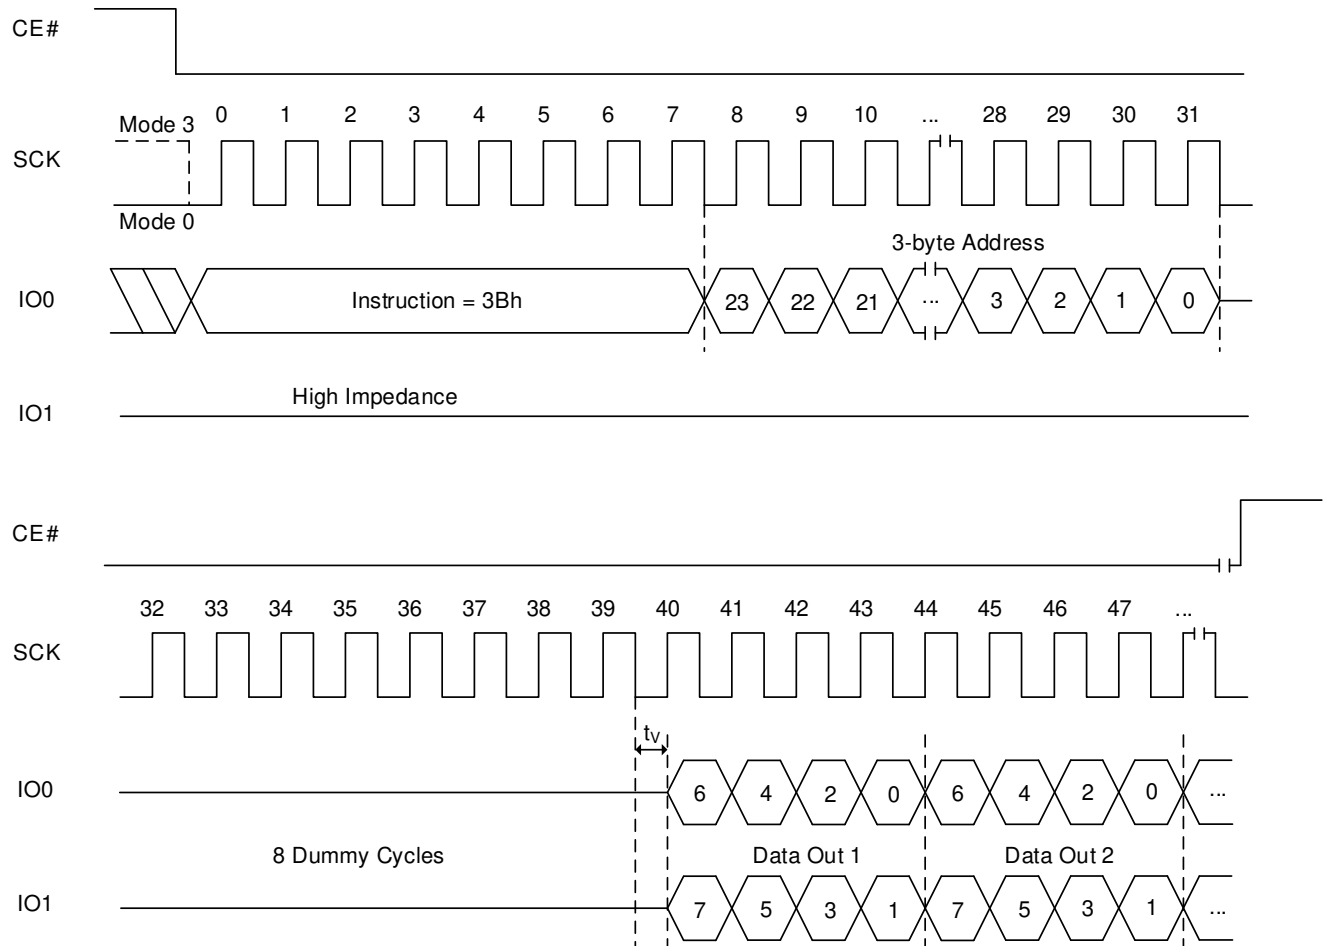 CE#
0 1 2 3 4 5 6 7 8 9 10 ... 28 29 30 31
Mode 3
SCK
Mode 0
3-byte Address
IO0 Instruction = 3Bh 23 22 21 ... 3 2 1 0
High Impedance
IO1
CE#
32 33 34 35 36 37 38 39 40 41 42 43 44 45 46 47 ...
SCK
tV
IO0 6 4 2 0 6 4 2 0 ...
8 Dummy Cycles Data Out 1 Data Out 2
IO1 7 5 3 1 7 5 3 1 ...